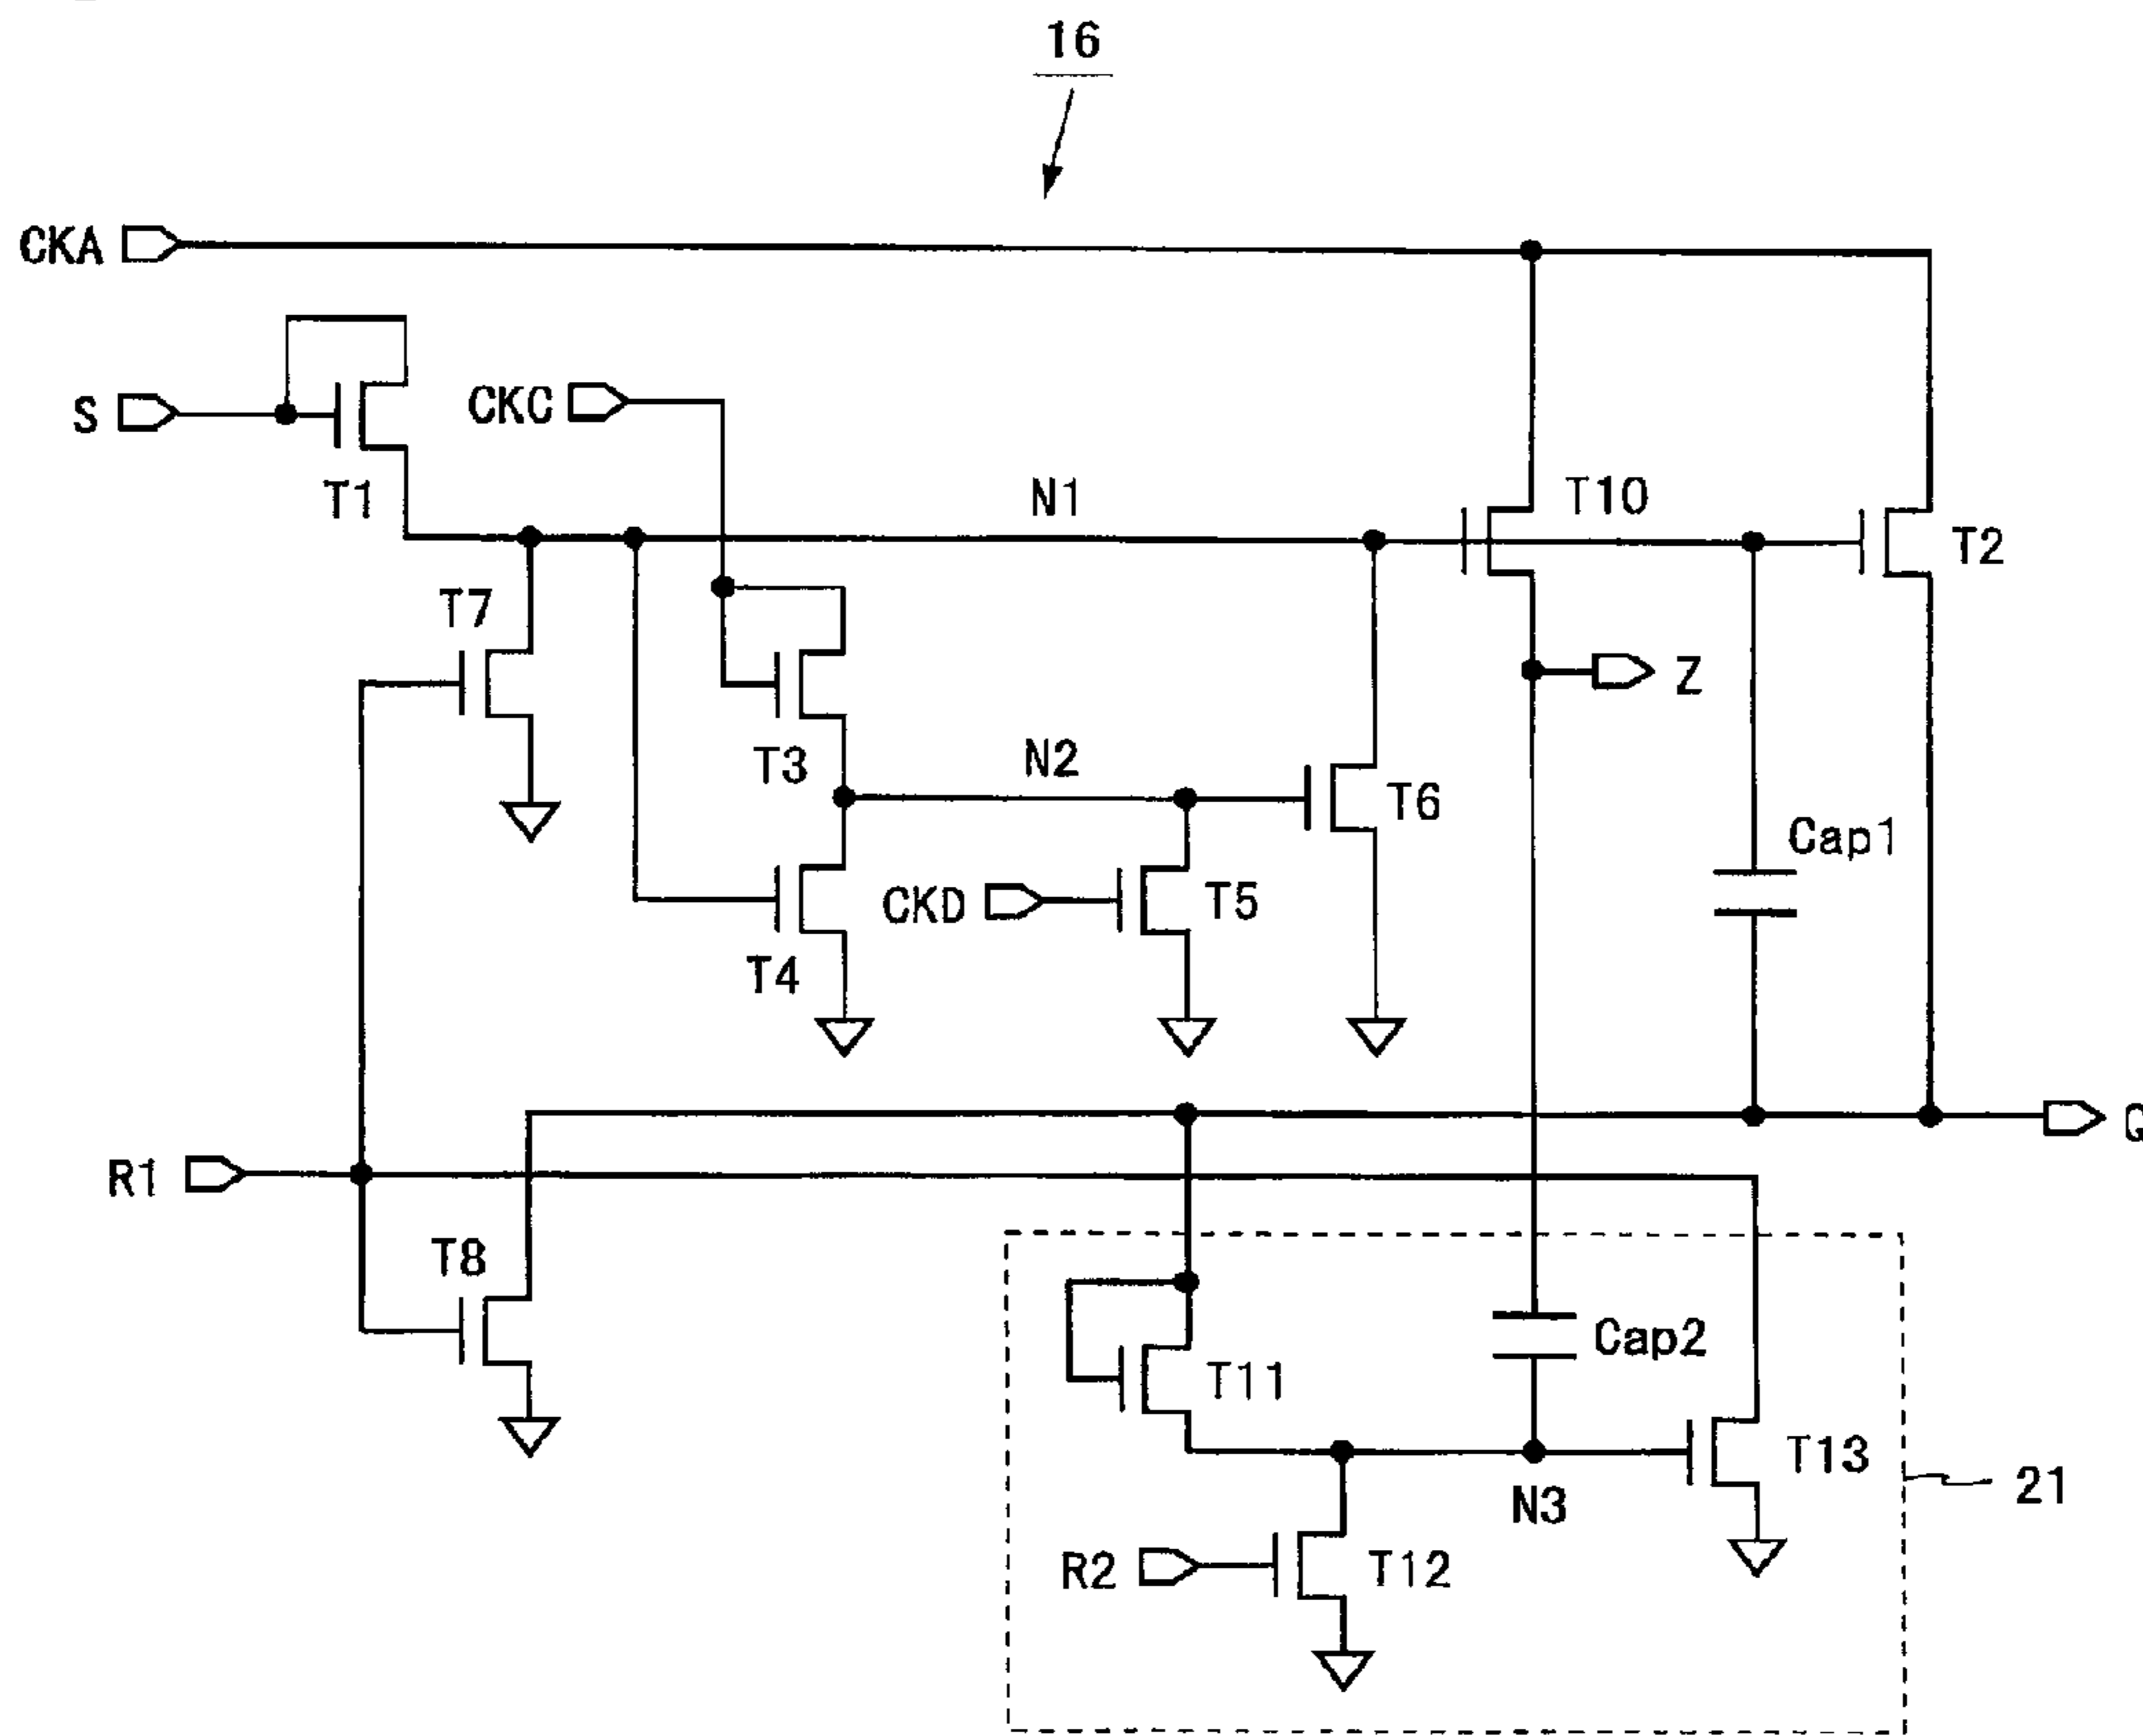 16
CKA
S
CKC
T1
N1
T10
T2
T7
Z
T3
N2
T6
Cap1
CKD
T5
T4
Q
R1
T8
Cap2
T11
T13
21
N3
R2
T12